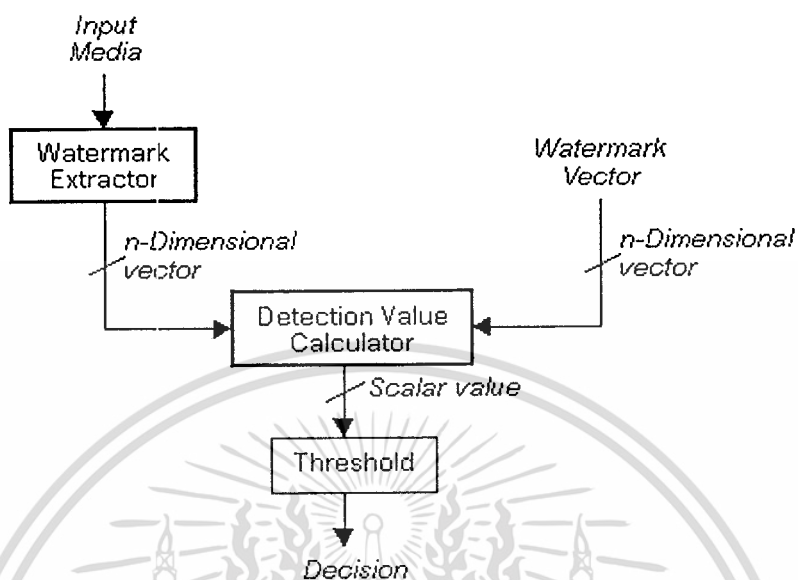 Input
Media
Watermark
Extractor
Watermark
Vector
n-Dimensional
vector
n-Dimensional
vector
Detection Value
Calculator
Scalar value
Threshold
Decision